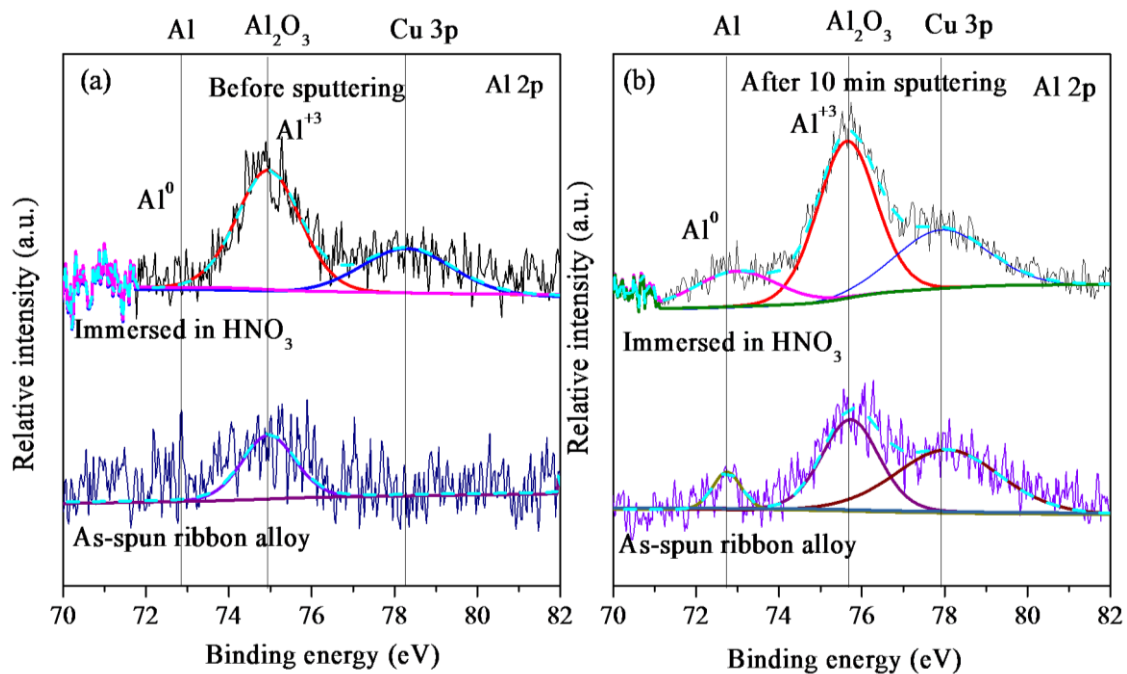 Al Al₂O₃ Cu 3p
(a) Before sputtering Al 2p
Al⁺³
Al⁰
Immersed in HNO₃
As-spun ribbon alloy
Relative intensity (a.u.)
70 72 74 76 78 80 82
Binding energy (eV)
Al Al₂O₃ Cu 3p
(b) After 10 min sputtering Al 2p
Al⁺³
Al⁰
Immersed in HNO₃
As-spun ribbon alloy
Relative intensity (a.u.)
70 72 74 76 78 80 82
Binding energy (eV)